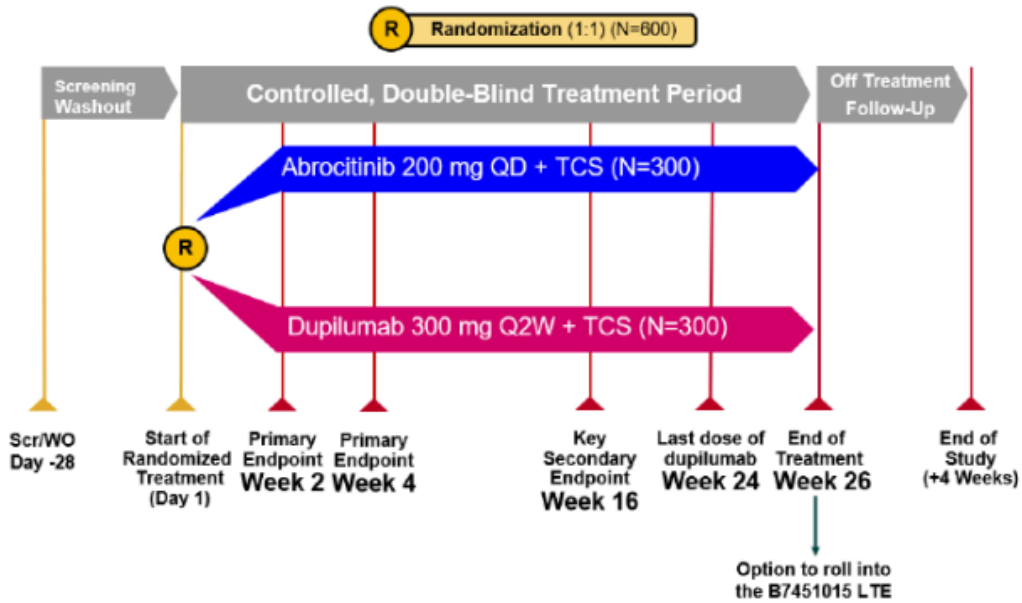 R Randomization (1:1) (N=600)
Screening
Washout
Controlled, Double-Blind Treatment Period
Off Treatment
Follow-Up
Abrocitinib 200 mg QD + TCS (N=300)
R
Dupilumab 300 mg Q2W + TCS (N=300)
Scr/WO
Day -28
Start of
Randomized
Treatment
(Day 1)
Primary
Endpoint
Week 2
Primary
Endpoint
Week 4
Key
Secondary
Endpoint
Week 16
Last dose of
dupilumab
Week 24
End of
Treatment
Week 26
End of
Study
(+4 Weeks)
Option to roll into
the B7451015 LTE